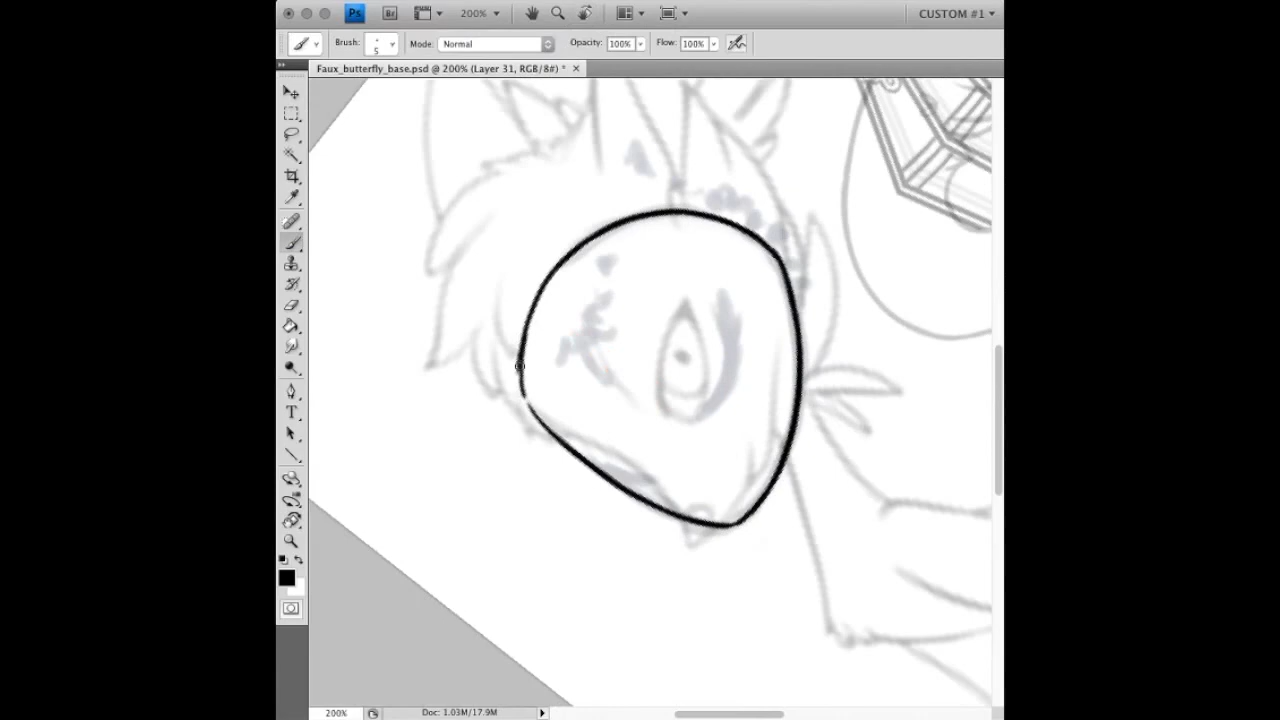 Ps Br 200% CUSTOM #1
Brush: 5 Mode: Normal Opacity: 100% Flow: 100%
Faux_butterfly_base.psd @ 200% (Layer 31, RGB/8#) *
T
200% Doc: 1.03M/17.9M